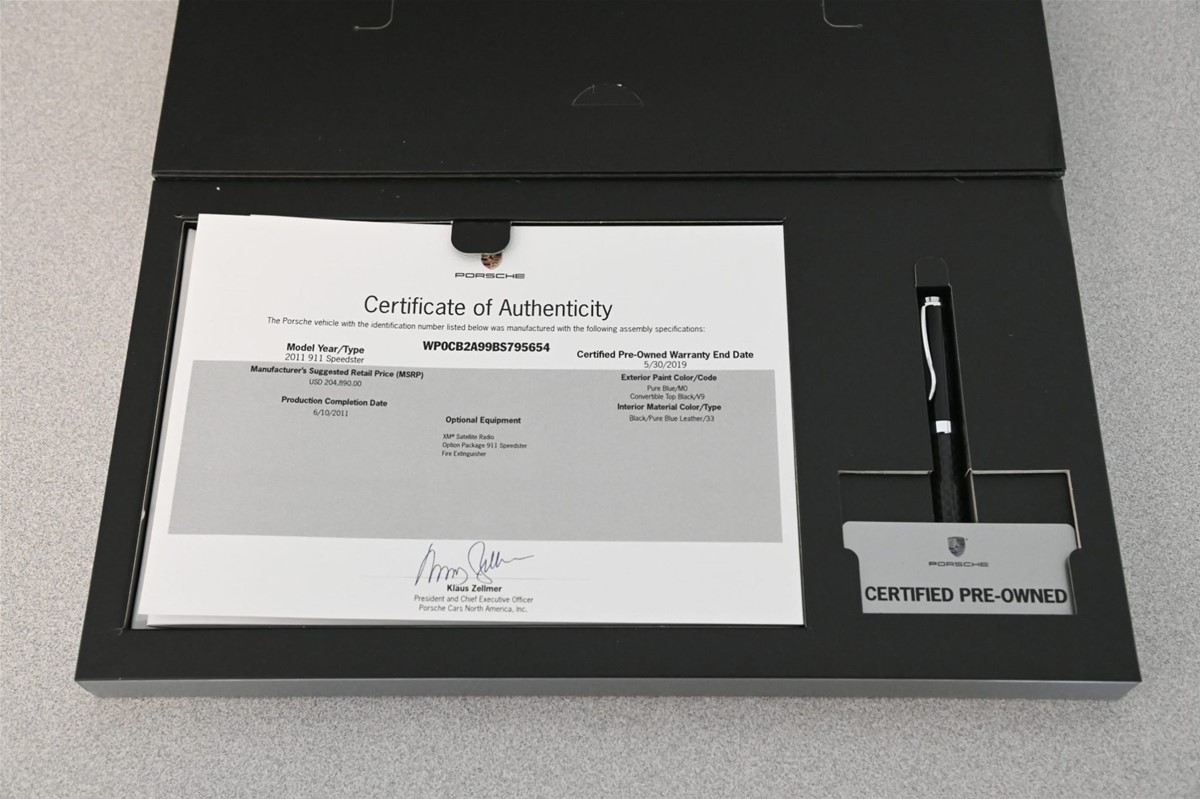 PORSCHE
Certificate of Authenticity
The Porsche vehicle with the identification number listed below was manufactured with the following assembly specifications:
Model Year/Type
2011 911 Speedster
WP0CB2A99BS795654
Certified Pre-Owned Warranty End Date
5/30/2019
Manufacturer's Suggested Retail Price (MSRP)
USD 204,890.00
Exterior Paint Color/Code
Pure Blue/M0
Convertible Top Black/V9
Production Completion Date
6/10/2011
Interior Material Color/Type
Black/Pure Blue Leather/33
Optional Equipment
XM® Satellite Radio
Option Package 911 Speedster
Fire Extinguisher
Klaus Zellmer
President and Chief Executive Officer
Porsche Cars North America, Inc.
PORSCHE
CERTIFIED PRE-OWNED